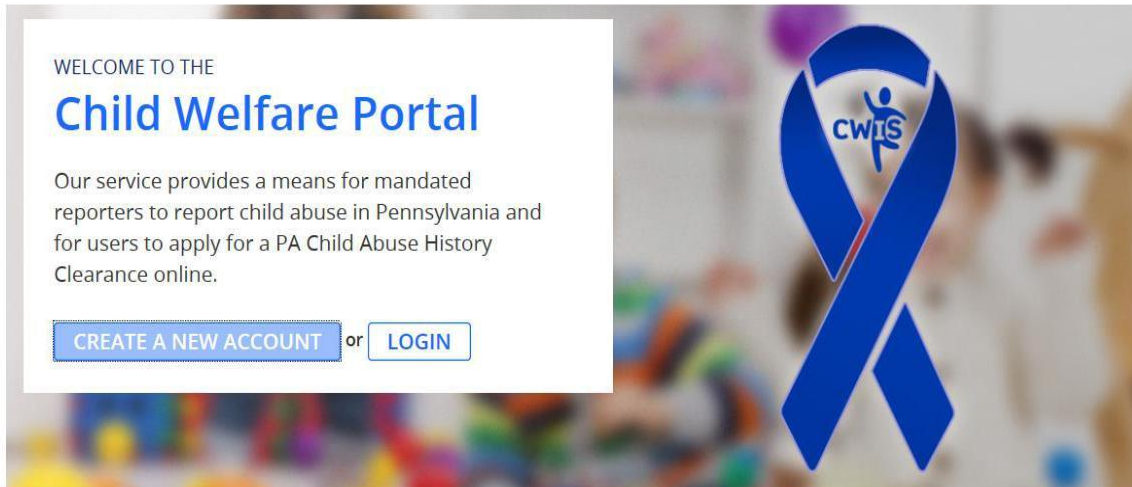 WELCOME TO THE
Child Welfare Portal
Our service provides a means for mandated
reporters to report child abuse in Pennsylvania and
for users to apply for a PA Child Abuse History
Clearance online.
CREATE A NEW ACCOUNT or LOGIN
CWIS